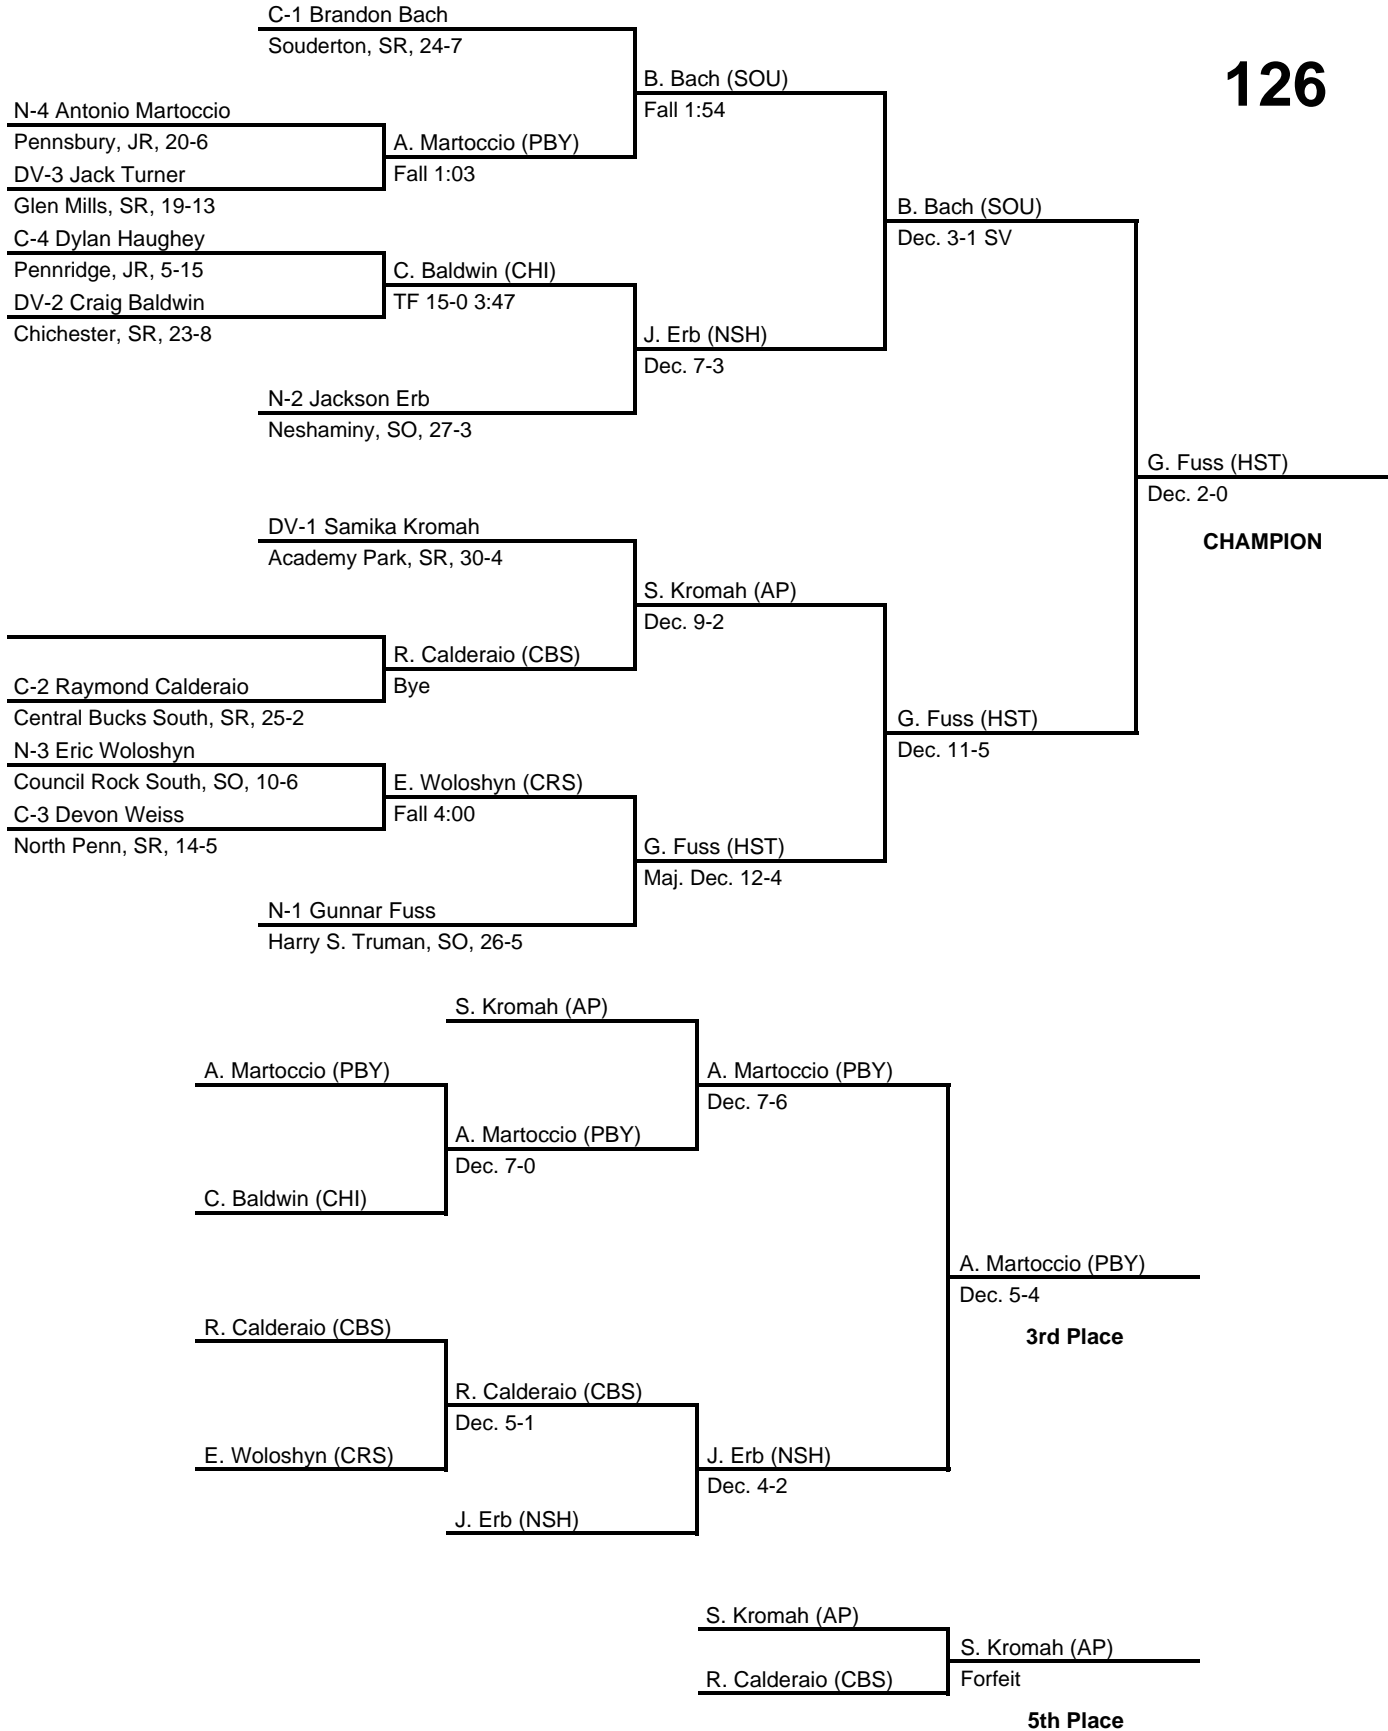 C-1 Brandon Bach
Souderton, SR, 24-7
126
B. Bach (SOU)
Fall 1:54
N-4 Antonio Martoccio
Pennsbury, JR, 20-6
A. Martoccio (PBY)
Fall 1:03
DV-3 Jack Turner
Glen Mills, SR, 19-13
B. Bach (SOU)
Dec. 3-1 SV
C-4 Dylan Haughey
Pennridge, JR, 5-15
C. Baldwin (CHI)
TF 15-0 3:47
DV-2 Craig Baldwin
Chichester, SR, 23-8
J. Erb (NSH)
Dec. 7-3
N-2 Jackson Erb
Neshaminy, SO, 27-3
G. Fuss (HST)
Dec. 2-0
CHAMPION
DV-1 Samika Kromah
Academy Park, SR, 30-4
S. Kromah (AP)
Dec. 9-2
R. Calderaio (CBS)
Bye
C-2 Raymond Calderaio
Central Bucks South, SR, 25-2
G. Fuss (HST)
Dec. 11-5
N-3 Eric Woloshyn
Council Rock South, SO, 10-6
E. Woloshyn (CRS)
Fall 4:00
C-3 Devon Weiss
North Penn, SR, 14-5
G. Fuss (HST)
Maj. Dec. 12-4
N-1 Gunnar Fuss
Harry S. Truman, SO, 26-5
S. Kromah (AP)
A. Martoccio (PBY)
A. Martoccio (PBY)
Dec. 7-6
A. Martoccio (PBY)
Dec. 7-0
C. Baldwin (CHI)
A. Martoccio (PBY)
Dec. 5-4
3rd Place
R. Calderaio (CBS)
R. Calderaio (CBS)
Dec. 5-1
E. Woloshyn (CRS)
J. Erb (NSH)
Dec. 4-2
J. Erb (NSH)
S. Kromah (AP)
S. Kromah (AP)
Forfeit
R. Calderaio (CBS)
5th Place